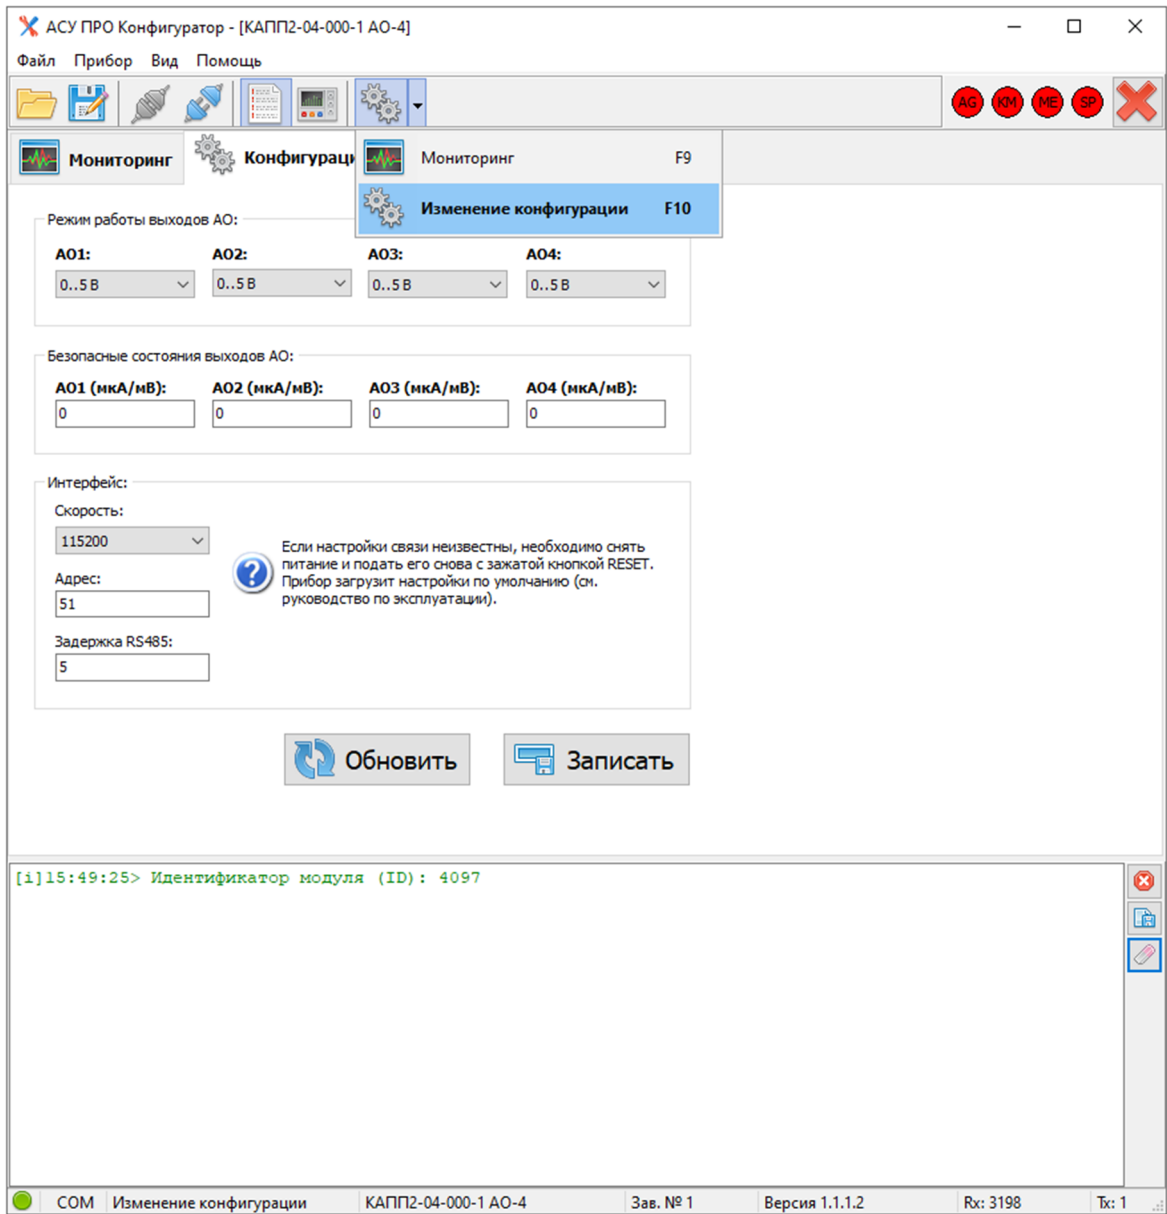 АСУ ПРО Конфигуратор - [КАПП2-04-000-1 АО-4]
Файл Прибор Вид Помощь
AG KM ME SP
Мониторинг Конфигураци
Мониторинг F9
Изменение конфигурации F10
Режим работы выходов АО:
АО1: АО2: АО3: АО4:
0..5 В 0..5 В 0..5 В 0..5 В
Безопасные состояния выходов АО:
АО1 (мкА/мВ): АО2 (мкА/мВ): АО3 (мкА/мВ): АО4 (мкА/мВ):
0 0 0 0
Интерфейс:
Скорость:
115200
Адрес:
51
Задержка RS485:
5
Если настройки связи неизвестны, необходимо снять
питание и подать его снова с зажатой кнопкой RESET.
Прибор загрузит настройки по умолчанию (см.
руководство по эксплуатации).
Обновить Записать
[i]15:49:25> Идентификатор модуля (ID): 4097
COM Изменение конфигурации КАПП2-04-000-1 АО-4 Зав. № 1 Версия 1.1.1.2 Rx: 3198 Tx: 1